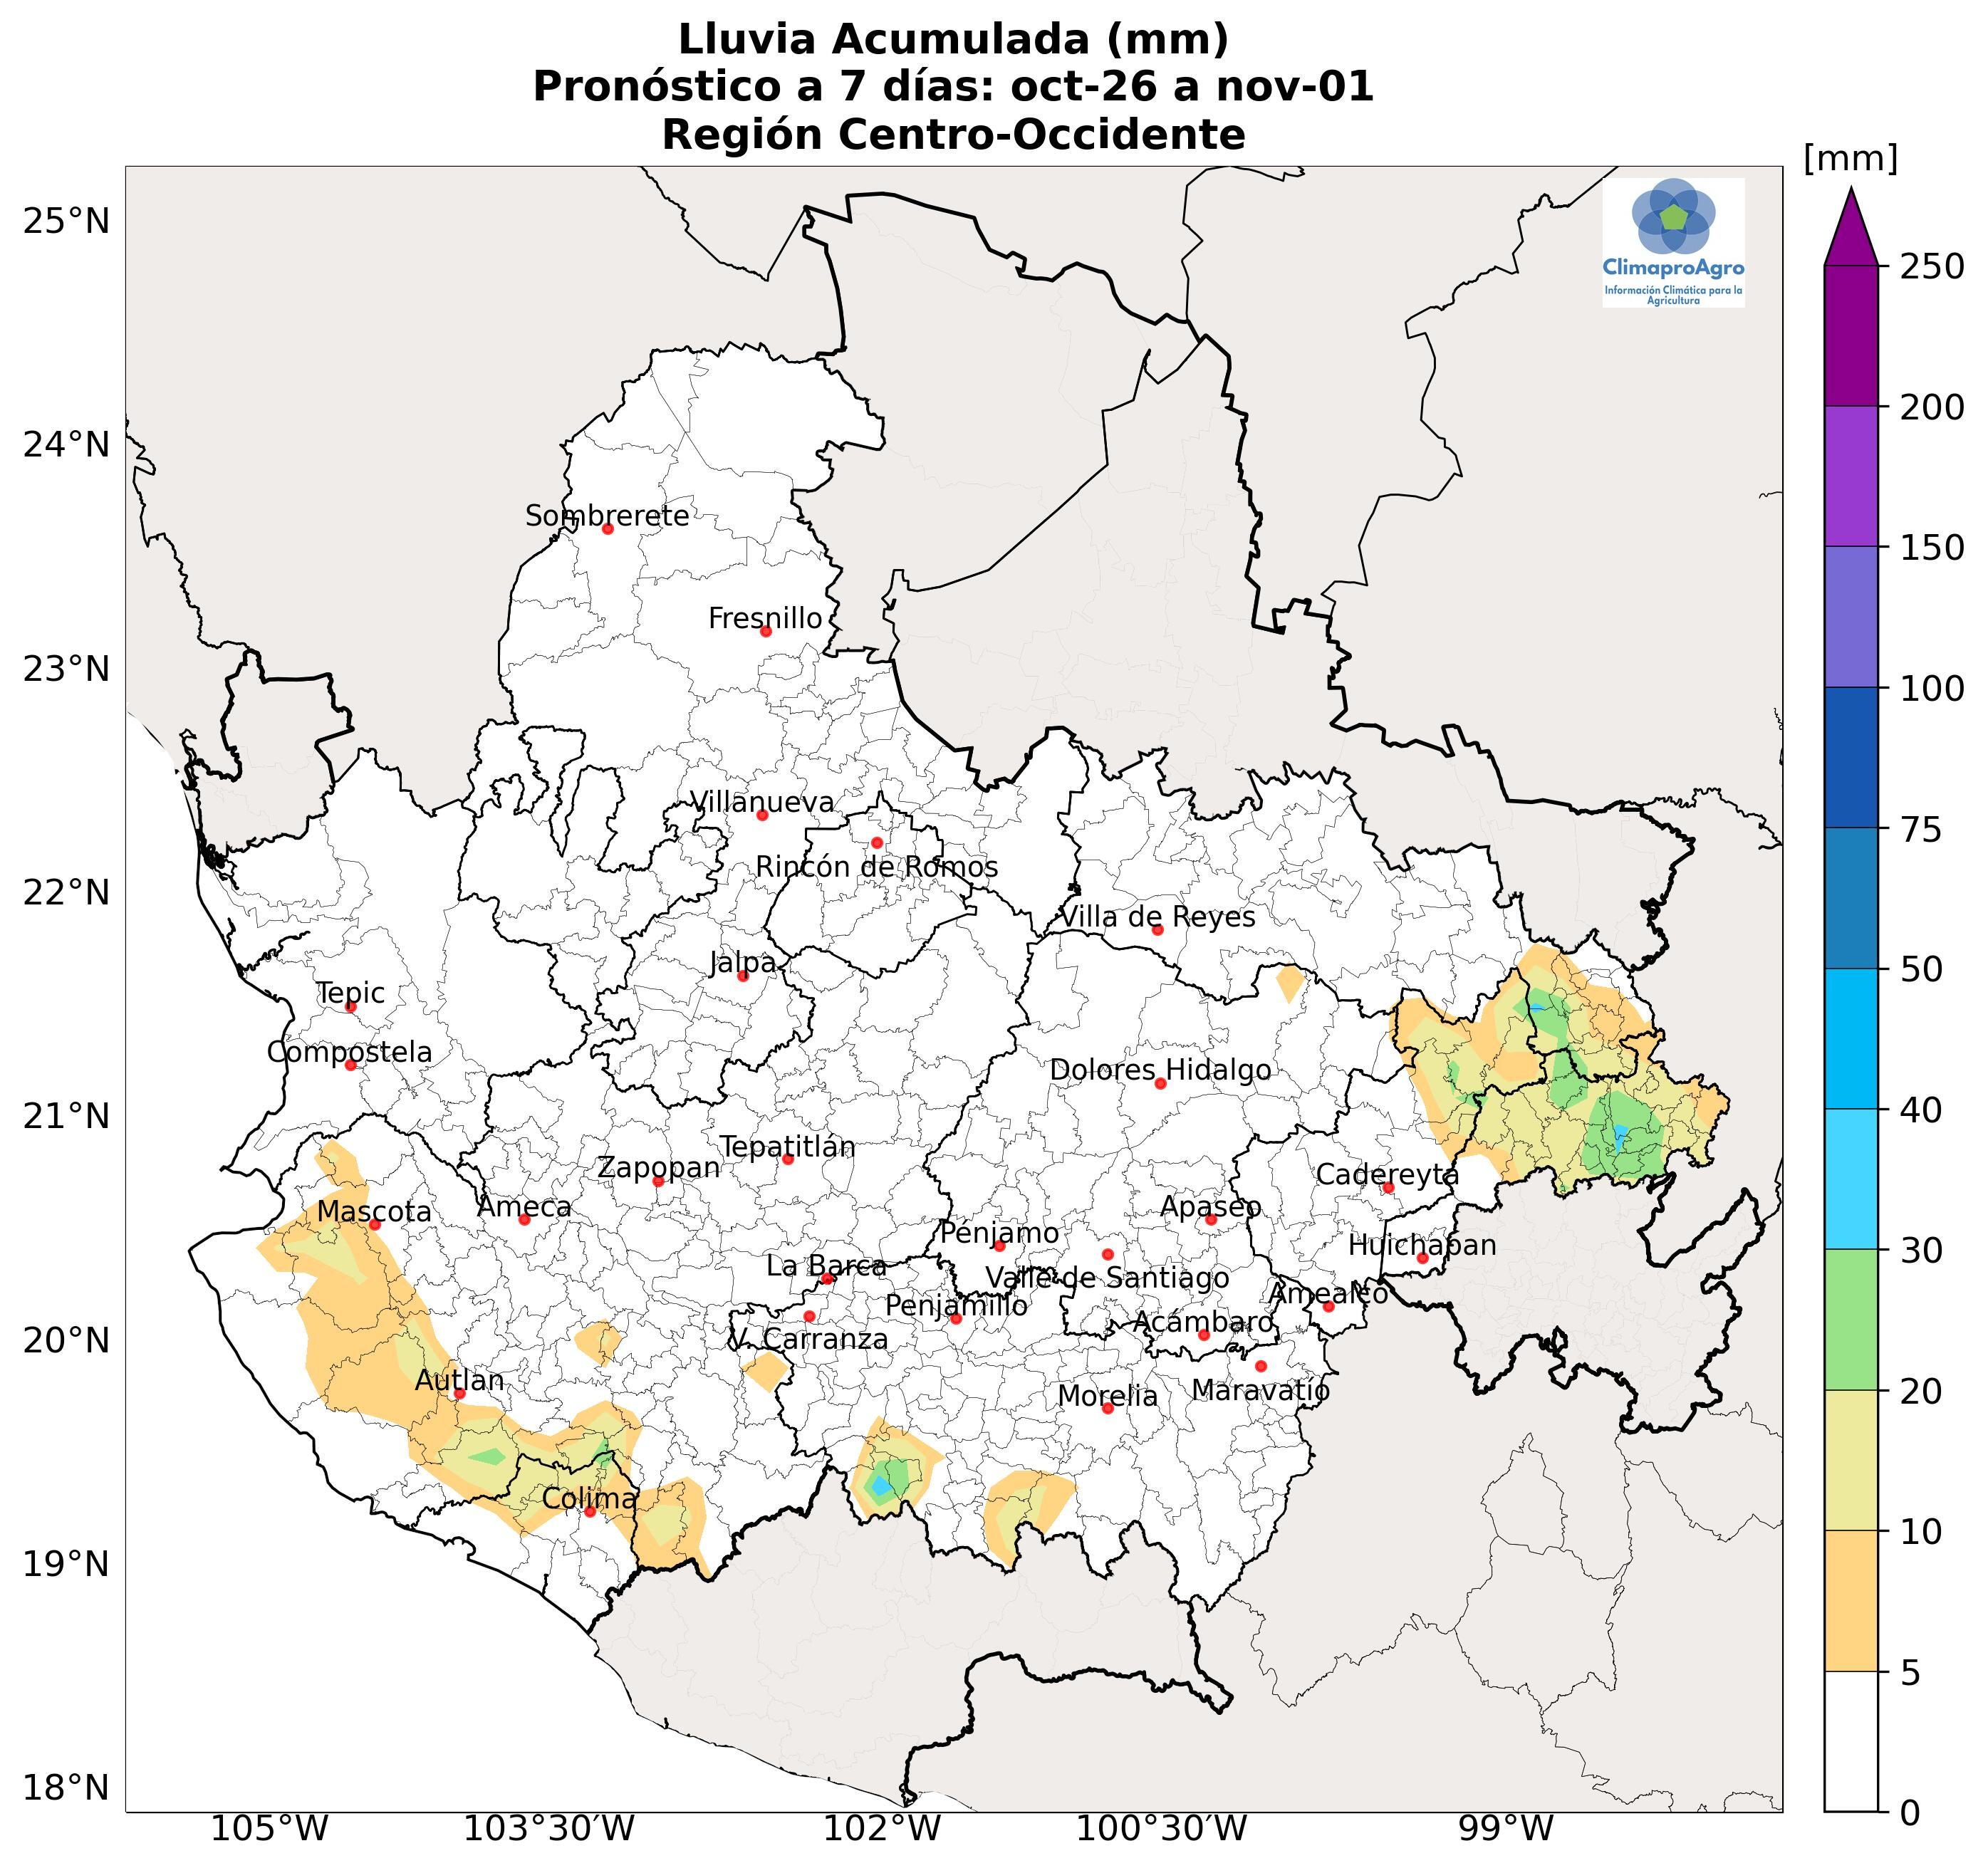 Lluvia Acumulada (mm)
Pronóstico a 7 días: oct-26 a nov-01
Región Centro-Occidente
[mm]
ClimaproAgro
Información Climática para la
Agricultura
25°N
24°N
23°N
22°N
21°N
20°N
19°N
18°N
250
200
150
100
75
50
40
30
20
10
5
0
Sombrerete
Fresnillo
Villanueva
Rincón de Romos
Villa de Reyes
Jalpa
Tepic
Compostela
Dolores Hidalgo
Tepatitlán
Zapopan
Cadereyta
Mascota
Ameca
Apaseo
Pénjamo
Huichapan
La Barca
Valle de Santiago
Amealco
Penjamillo
Acámbaro
V. Carranza
Autlan
Morelia
Maravatío
Colima
105°W
103°30'W
102°W
100°30'W
99°W